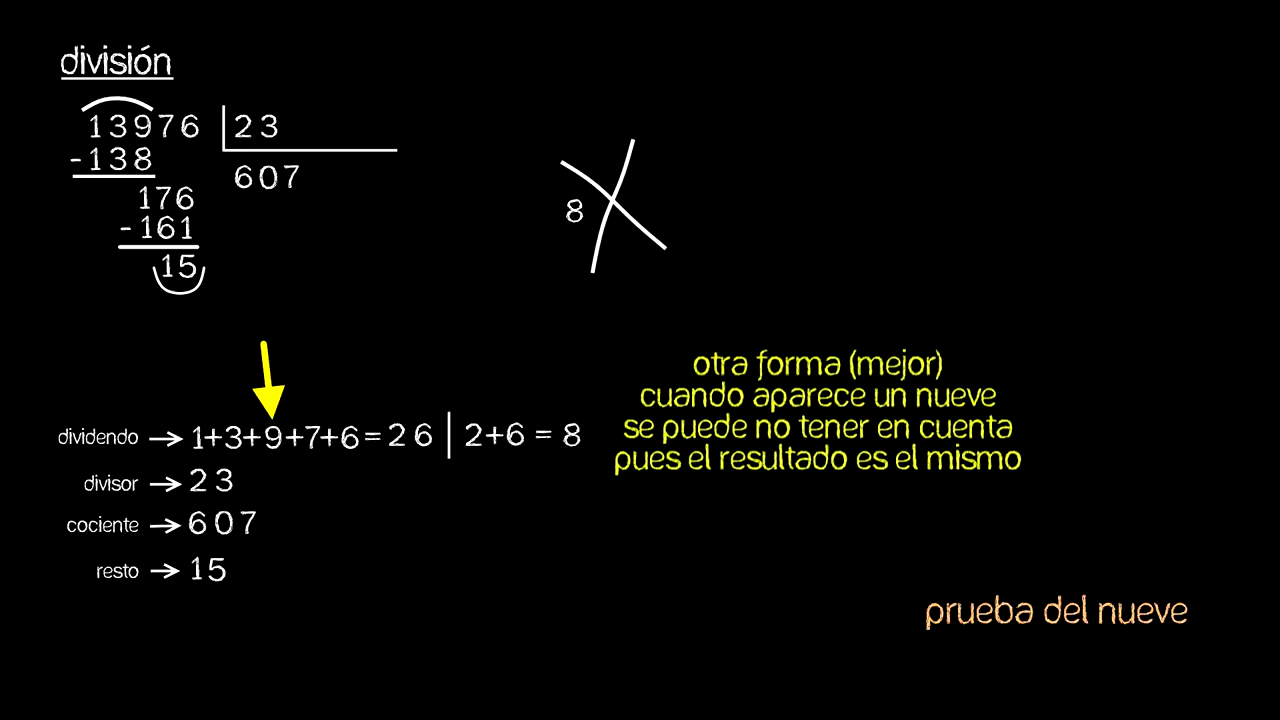 división
13976 23
-138 607
176
-161
15
8
otra forma (mejor)
cuando aparece un nueve
se puede no tener en cuenta
pues el resultado es el mismo
dividendo → 1+3+9+7+6=26 | 2+6 = 8
divisor → 23
cociente → 607
resto → 15
prueba del nueve